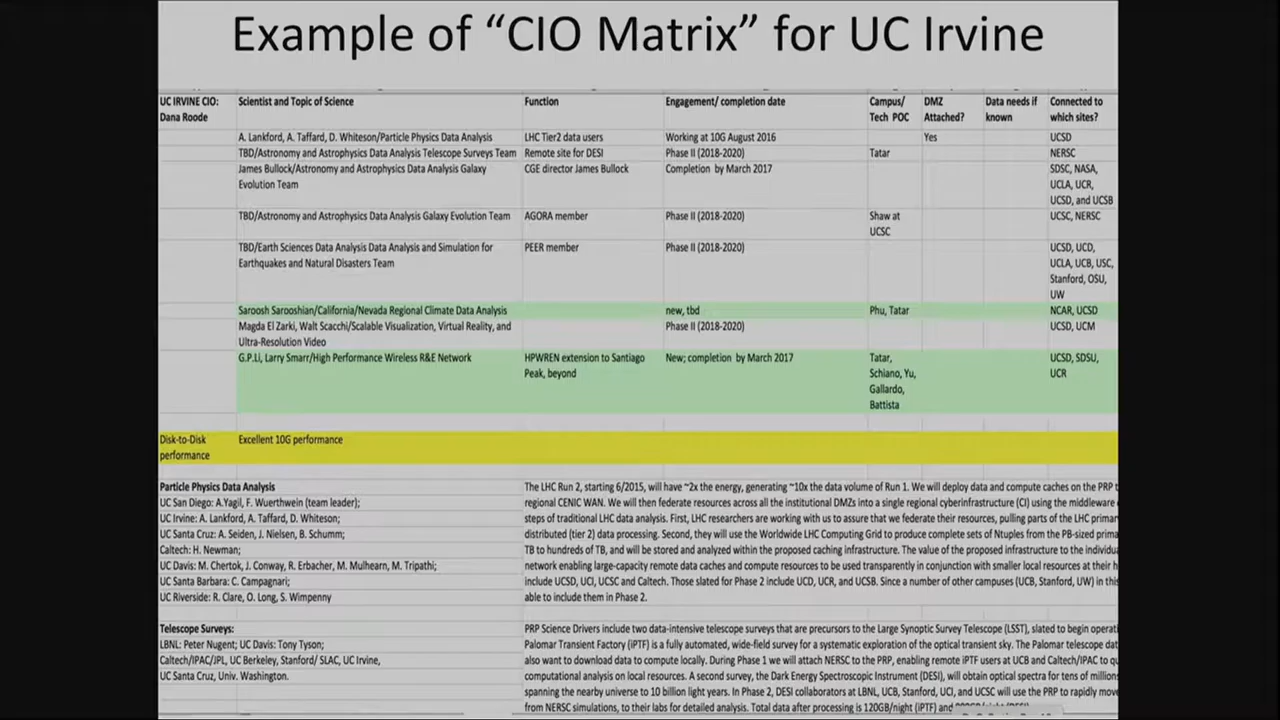 Example of “CIO Matrix” for UC Irvine
UC IRVINE CIO: Dana Roode | Scientist and Topic of Science | Function | Engagement/ completion date | Campus/ Tech POC | DMZ Attached? | Data needs if known | Connected to which sites?
A. Lankford, A. Taffard, D. Whiteson/Particle Physics Data Analysis | LHC Tier2 data users | Working at 10G August 2016 | Yes | UCSD
TBD/Astronomy and Astrophysics Data Analysis Telescope Surveys Team | Remote site for DESI | Phase II (2018-2020) | Tatar | NERSC
James Bullock/Astronomy and Astrophysics Data Analysis Galaxy Evolution Team | CGE director James Bullock | Completion by March 2017 | SDSC, NASA, UCLA, UCR, UCSD, and UCSB
TBD/Astronomy and Astrophysics Data Analysis Galaxy Evolution Team | AGORA member | Phase II (2018-2020) | Shaw at UCSC | UCSC, NERSC
TBD/Earth Sciences Data Analysis Data Analysis and Simulation for Earthquakes and Natural Disasters Team | PEER member | Phase II (2018-2020) | UCSD, UCD, UCLA, UCB, USC, Stanford, OSU, UW
Saroosh Sarooshian/California/Nevada Regional Climate Data Analysis | new, tbd | Phu, Tatar | NCAR, UCSD
Magda El Zarki, Walt Scacchi/Scalable Visualization, Virtual Reality, and Ultra-Resolution Video | Phase II (2018-2020) | UCSD, UCM
G.P.Li, Larry Smarr/High Performance Wireless R&E Network | HPWREN extension to Santiago Peak, beyond | New; completion by March 2017 | Tatar, Schiano, Yu, Gallardo, Battista | UCSD, SDSU, UCR
Disk-to-Disk performance | Excellent 10G performance
Particle Physics Data Analysis
UC San Diego: A.Yagil, F. Wuerthwein (team leader);
UC Irvine: A. Lankford, A. Taffard, D. Whiteson;
UC Santa Cruz: A. Seiden, J. Nielsen, B. Schumm;
Caltech: H. Newman;
UC Davis: M. Chertok, J. Conway, R. Erbacher, M. Mulhearn, M. Tripathi;
UC Santa Barbara: C. Campagnari;
UC Riverside: R. Clare, O. Long, S. Wimpenny
The LHC Run 2, starting 6/2015, will have ~2x the energy, generating ~10x the data volume of Run 1. We will deploy data and compute caches on the PRP
regional CENIC WAN. We will then federate resources across all the institutional DMZs into a single regional cyberinfrastructure (CI) using the middleware
steps of traditional LHC data analysis. First, LHC researchers are working with us to assure that we federate their resources, pulling parts of the LHC primar
distributed (tier 2) data processing. Second, they will use the Worldwide LHC Computing Grid to produce complete sets of Ntuples from the PB-sized prima
TB to hundreds of TB, and will be stored and analyzed within the proposed caching infrastructure. The value of the proposed infrastructure to the individua
network enabling large-capacity remote data caches and compute resources to be used transparently in conjunction with smaller local resources at their h
include UCSD, UCI, UCSC and Caltech. Those slated for Phase 2 include UCD, UCR, and UCSB. Since a number of other campuses (UCB, Stanford, UW) in this
able to include them in Phase 2.
Telescope Surveys:
LBNL: Peter Nugent; UC Davis: Tony Tyson;
Caltech/IPAC/JPL, UC Berkeley, Stanford/ SLAC, UC Irvine,
UC Santa Cruz, Univ. Washington.
PRP Science Drivers include two data-intensive telescope surveys that are precursors to the Large Synoptic Survey Telescope (LSST), slated to begin operati
Palomar Transient Factory (iPTF) is a fully automated, wide-field survey for a systematic exploration of the optical transient sky. The Palomar telescope dat
also want to download data to compute locally. During Phase 1 we will attach NERSC to the PRP, enabling remote iPTF users at UCB and Caltech/IPAC to qu
computational analysis on local resources. A second survey, the Dark Energy Spectroscopic Instrument (DESI), will obtain optical spectra for tens of millions
spanning the nearby universe to 10 billion light years. In Phase 2, DESI collaborators at LBNL, UCB, Stanford, UCI, and UCSC will use the PRP to rapidly move
from NERSC simulations, to their labs for detailed analysis. Total data after processing is 120GB/night (iPTF) and